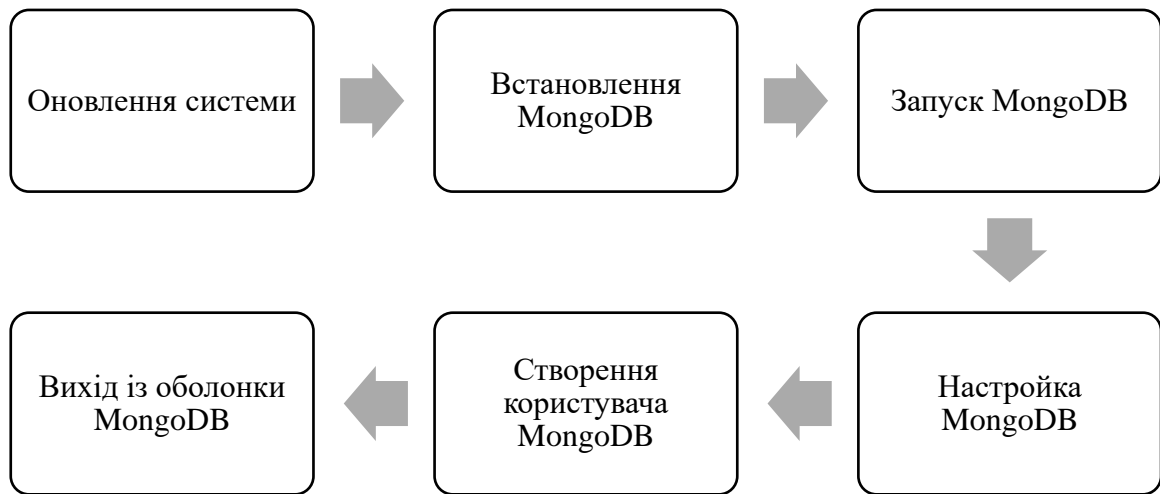 Оновлення системи
Встановлення
MongoDB
Запуск MongoDB
Настройка
MongoDB
Створення
користувача
MongoDB
Вихід із оболонки
MongoDB